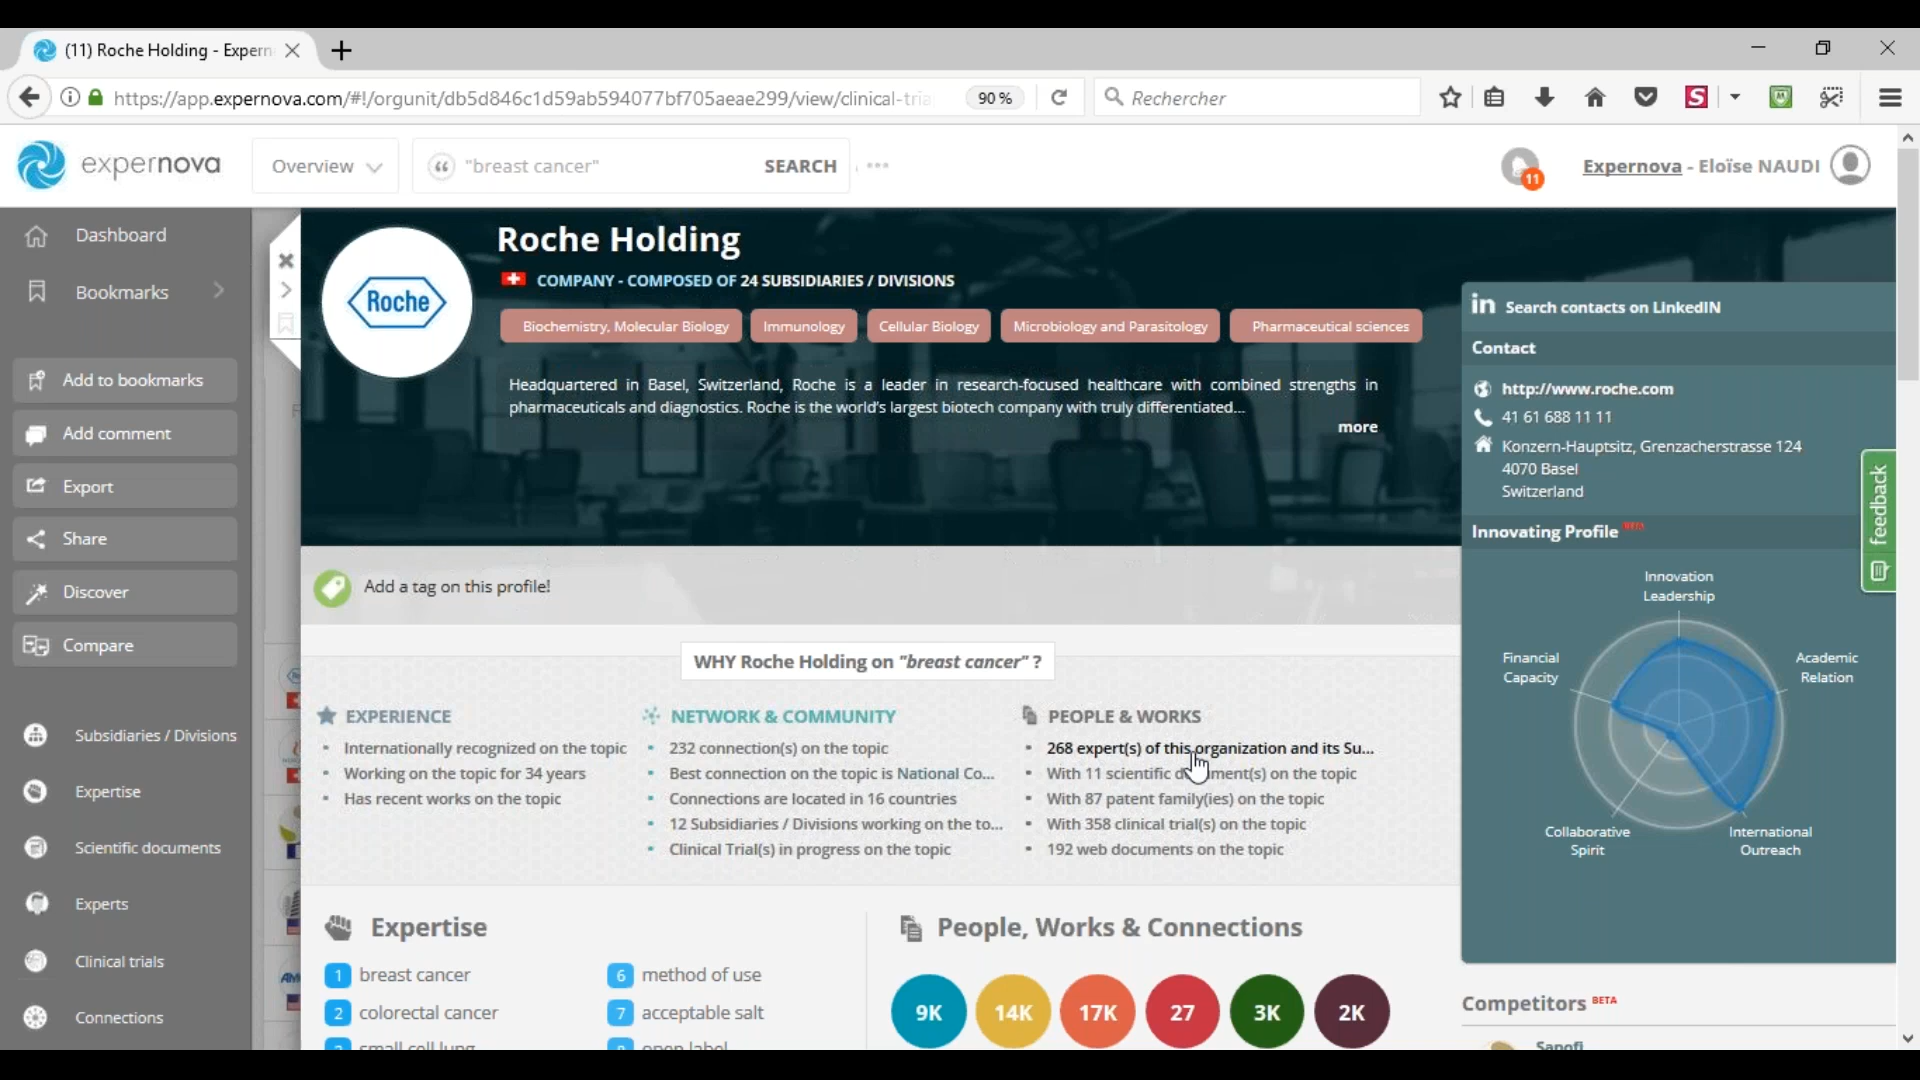 (11) Roche Holding - Expern
https://app.expernova.com/#!/orgunit/db5d846c1d59ab594077bf705aeae299/view/clinical-tria
90 %
Rechercher
expernova
Overview
"breast cancer"
SEARCH
11
Expernova - Eloïse NAUDI
Dashboard
Bookmarks
Add to bookmarks
Add comment
Export
Share
Discover
Compare
Subsidiaries / Divisions
Expertise
Scientific documents
Experts
Clinical trials
Connections
Roche
Roche Holding
COMPANY - COMPOSED OF 24 SUBSIDIARIES / DIVISIONS
Biochemistry, Molecular Biology
Immunology
Cellular Biology
Microbiology and Parasitology
Pharmaceutical sciences
Headquartered in Basel, Switzerland, Roche is a leader in research-focused healthcare with combined strengths in
pharmaceuticals and diagnostics. Roche is the world's largest biotech company with truly differentiated...
more
Add a tag on this profile!
WHY Roche Holding on "breast cancer" ?
EXPERIENCE
Internationally recognized on the topic
Working on the topic for 34 years
Has recent works on the topic
NETWORK & COMMUNITY
232 connection(s) on the topic
Best connection on the topic is National Co...
Connections are located in 16 countries
12 Subsidiaries / Divisions working on the to...
Clinical Trial(s) in progress on the topic
PEOPLE & WORKS
268 expert(s) of this organization and its Su...
With 11 scientific document(s) on the topic
With 87 patent family(ies) on the topic
With 358 clinical trial(s) on the topic
192 web documents on the topic
Expertise
1 breast cancer
2 colorectal cancer
small cell lung
6 method of use
7 acceptable salt
open label
People, Works & Connections
9K
14K
17K
27
3K
2K
in Search contacts on LinkedIN
Contact
http://www.roche.com
41 61 688 11 11
Konzern-Hauptsitz, Grenzacherstrasse 124
4070 Basel
Switzerland
Innovating Profile BETA
Innovation
Leadership
Financial
Capacity
Academic
Relation
Collaborative
Spirit
International
Outreach
feedback
Competitors BETA
Sanofi